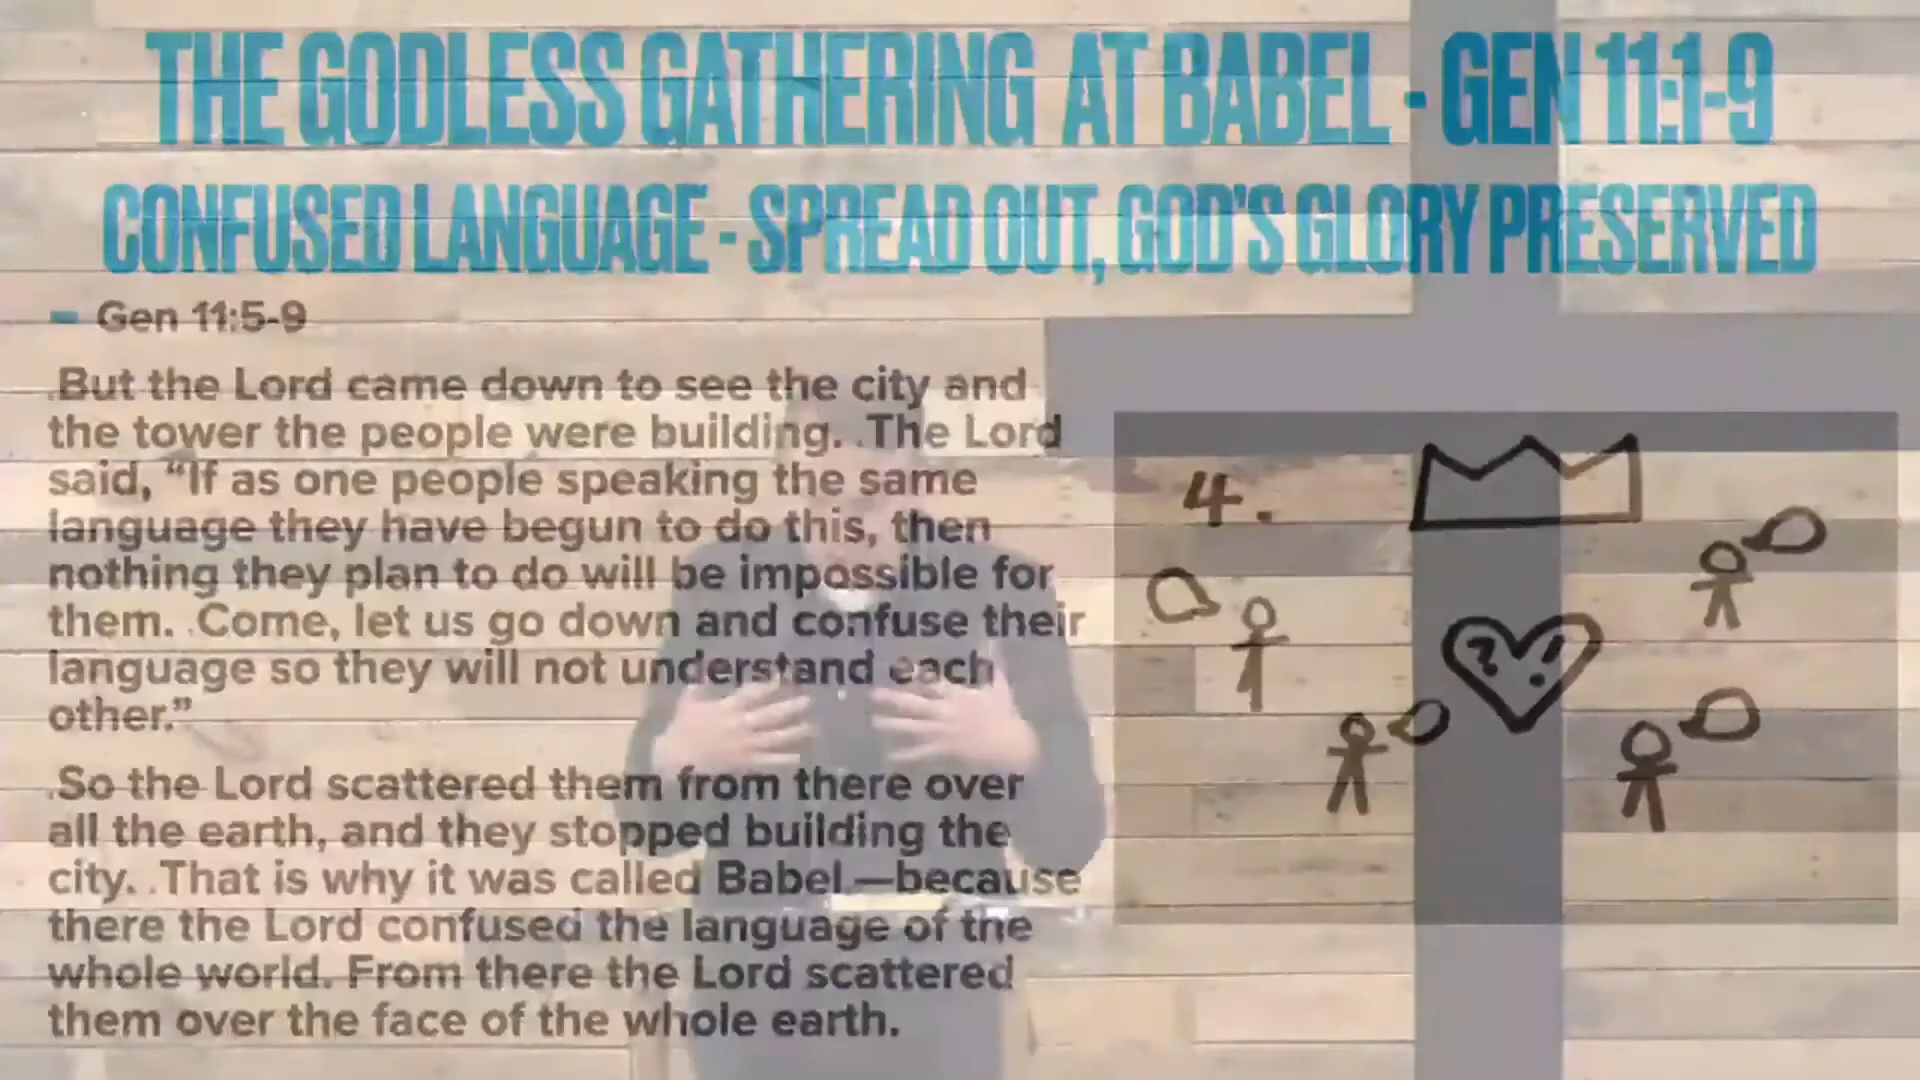 THE GODLESS GATHERING AT BABEL - GEN 11:1-9
CONFUSED LANGUAGE - SPREAD OUT, GOD'S GLORY PRESERVED
– Gen 11:5-9
.But the Lord came down to see the city and
the tower the people were building. .The Lord
said, “If as one people speaking the same
language they have begun to do this, then
nothing they plan to do will be impossible for
them. .Come, let us go down and confuse their
language so they will not understand each
other.”
.So the Lord scattered them from there over
all the earth, and they stopped building the
city. .That is why it was called Babel —because
there the Lord confused the language of the
whole world. From there the Lord scattered
them over the face of the whole earth.
4.
? !